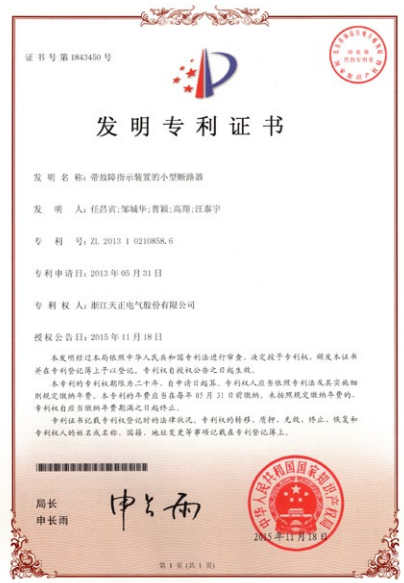 证书号第1843450号
发明专利证书
发明名称：带故障指示装置的小型断路器
发明人：任昌宾;邹城华;曹颖;高翔;汪泰宇
专利号：ZL 2013 1 0210858.6
专利申请日：2013年05月31日
专利权人：浙江天正电气股份有限公司
授权公告日：2015年11月18日
本发明经过本局依照中华人民共和国专利法进行审查，决定授予专利权，颁发本证书
并在专利登记簿上予以登记。专利权自授权公告之日起生效。
本专利的专利权期限为二十年，自申请日起算。专利权人应当依照专利法及其实施细
则规定缴纳年费。本专利的年费应当在每年05月31日前缴纳。未按照规定缴纳年费的，
专利权自应当缴纳年费期满之日起终止。
专利证书记载专利权登记时的法律状况。专利权的转移、质押、无效、终止、恢复和
专利权人的姓名或名称、国籍、地址变更等事项记载在专利登记簿上。
局长
申长雨
申长雨
中华人民共和国国家知识产权局
2015年11月18日
第1页(共1页)